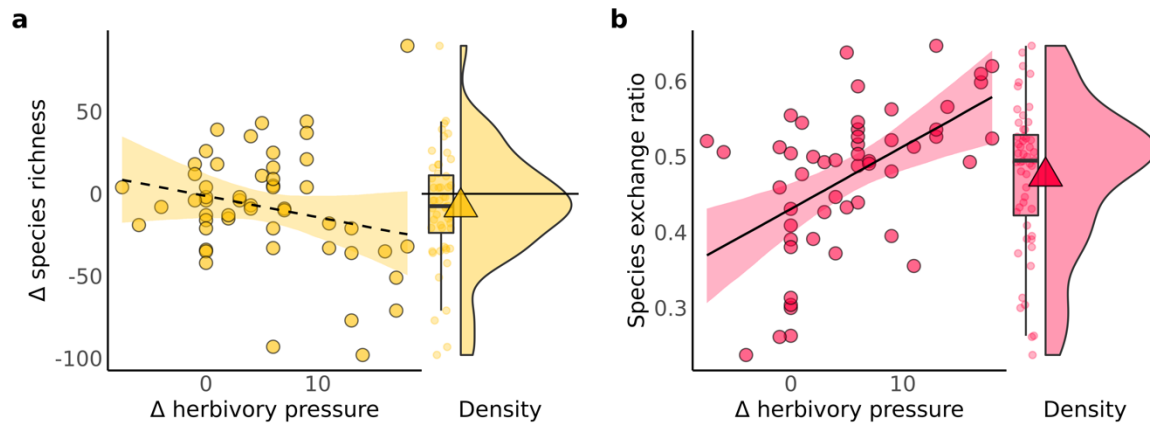 a
Δ species richness
50
0
-50
-100
0 10
Δ herbivory pressure
Density
b
Species exchange ratio
0.6
0.5
0.4
0.3
0 10
Δ herbivory pressure
Density